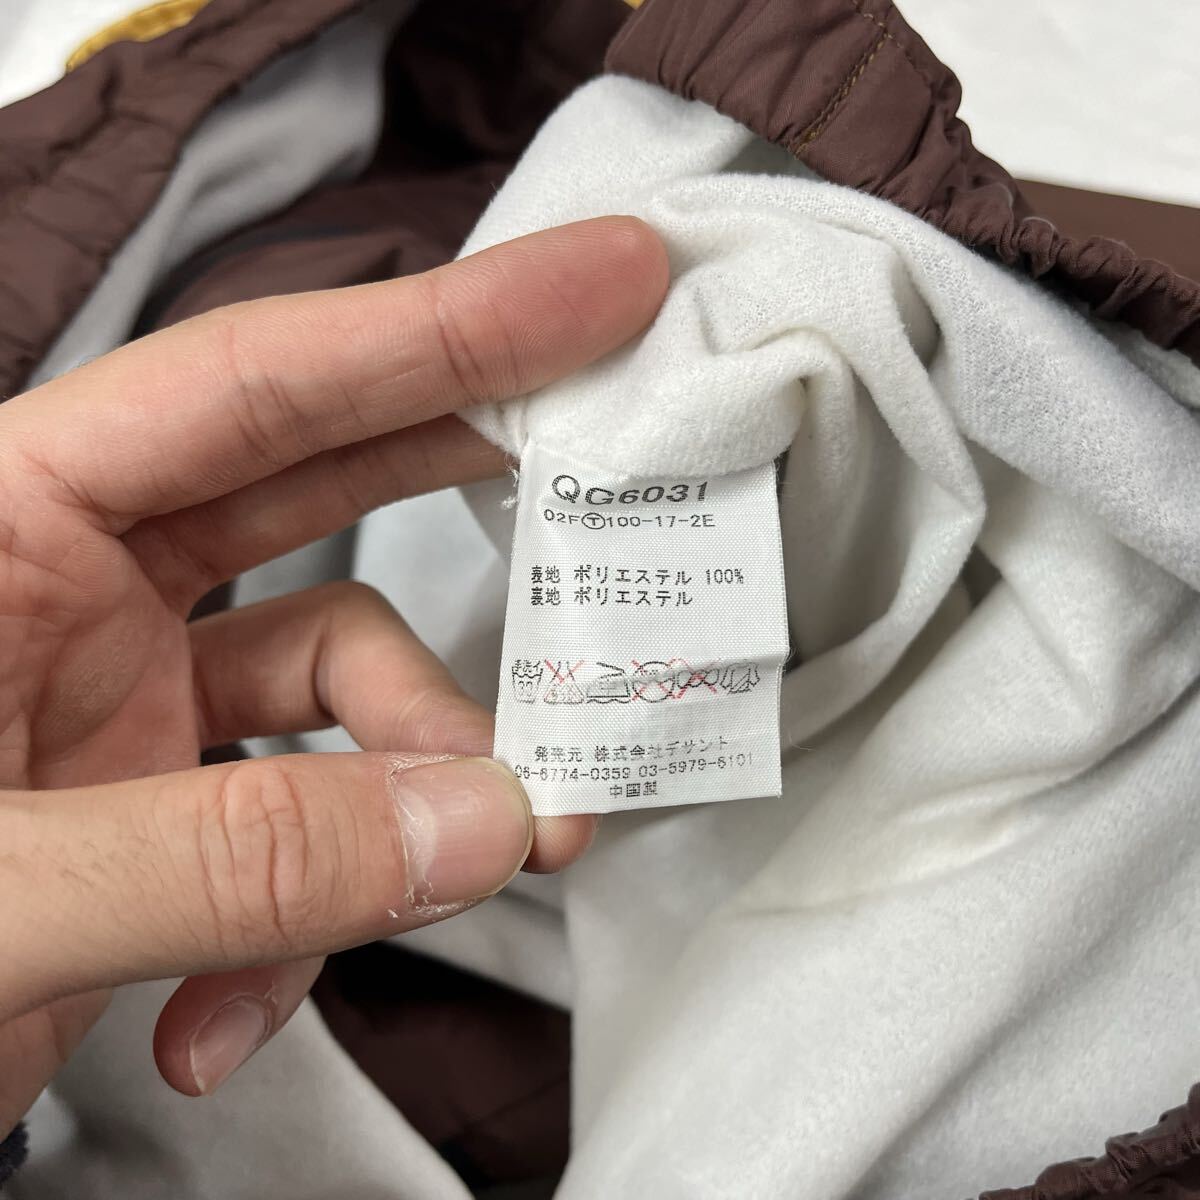 QG6031
02FⓉ100-17-2E
表地 ポリエステル 100%
裏地 ポリエステル
発売元 株式会社デサント
06-6774-0359 03-5979-6101
中国製